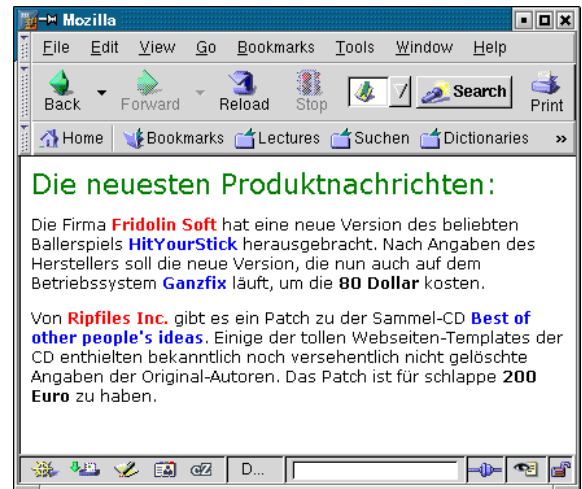 Mozilla
File Edit View Go Bookmarks Tools Window Help
Back Forward Reload Stop Search Print
Home Bookmarks Lectures Suchen Dictionaries »
Die neuesten Produktnachrichten:
Die Firma Fridolin Soft hat eine neue Version des beliebten
Ballerspiels HitYourStick herausgebracht. Nach Angaben des
Herstellers soll die neue Version, die nun auch auf dem
Betriebssystem Ganzfix läuft, um die 80 Dollar kosten.
Von Ripfiles Inc. gibt es ein Patch zu der Sammel-CD Best of
other people's ideas. Einige der tollen Webseiten-Templates der
CD enthielten bekanntlich noch versehentlich nicht gelöschte
Angaben der Original-Autoren. Das Patch ist für schlappe 200
Euro zu haben.
D...